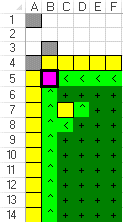 A B C D E F
1
2
3
4
5 < < < <
6 ^ + + + +
7 ^ ^ + +
8 ^ < + + +
9 ^ + + + +
10 ^ + + + +
11 ^ + + + +
12 ^ + + + +
13 ^ + + + +
14 ^ + + + +